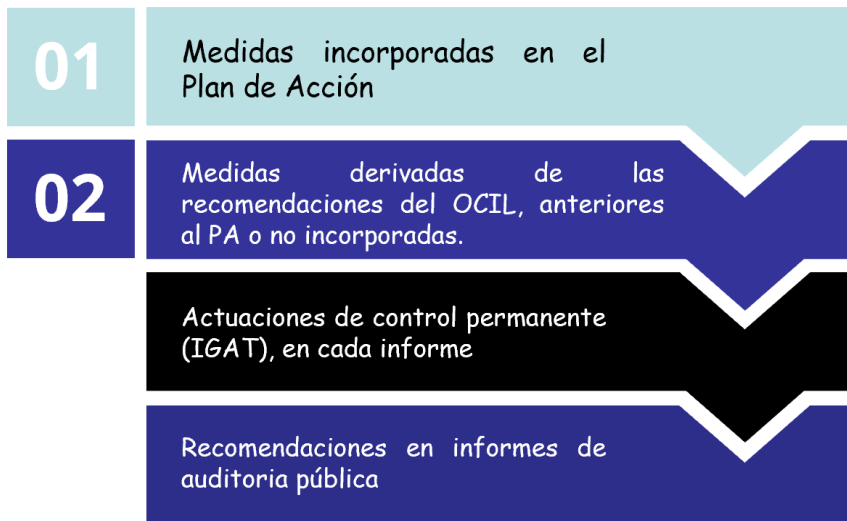 01
Medidas incorporadas en el
Plan de Acción
02
Medidas derivadas de las
recomendaciones del OCIL, anteriores
al PA o no incorporadas.
Actuaciones de control permanente
(IGAT), en cada informe
Recomendaciones en informes de
auditoria pública